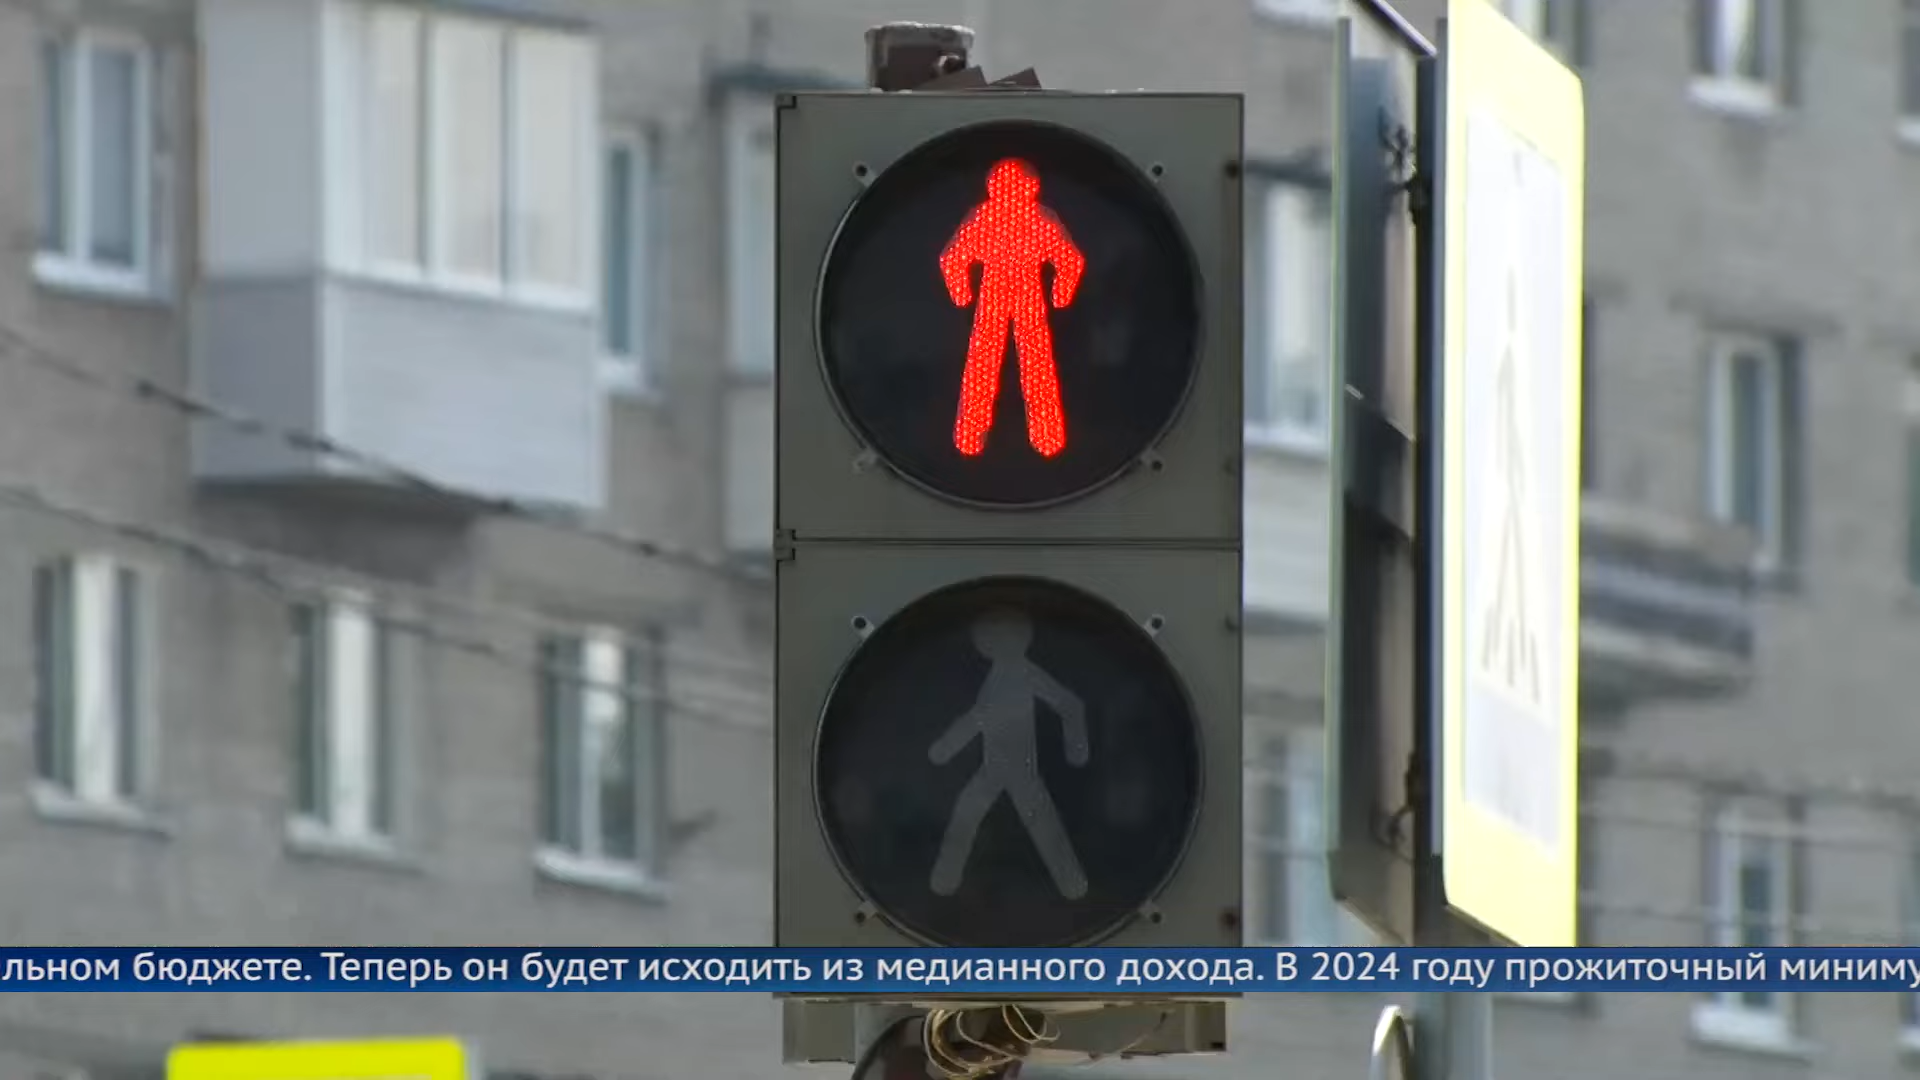 льном бюджете. Теперь он будет исходить из медианного дохода. В 2024 году прожиточный миниму